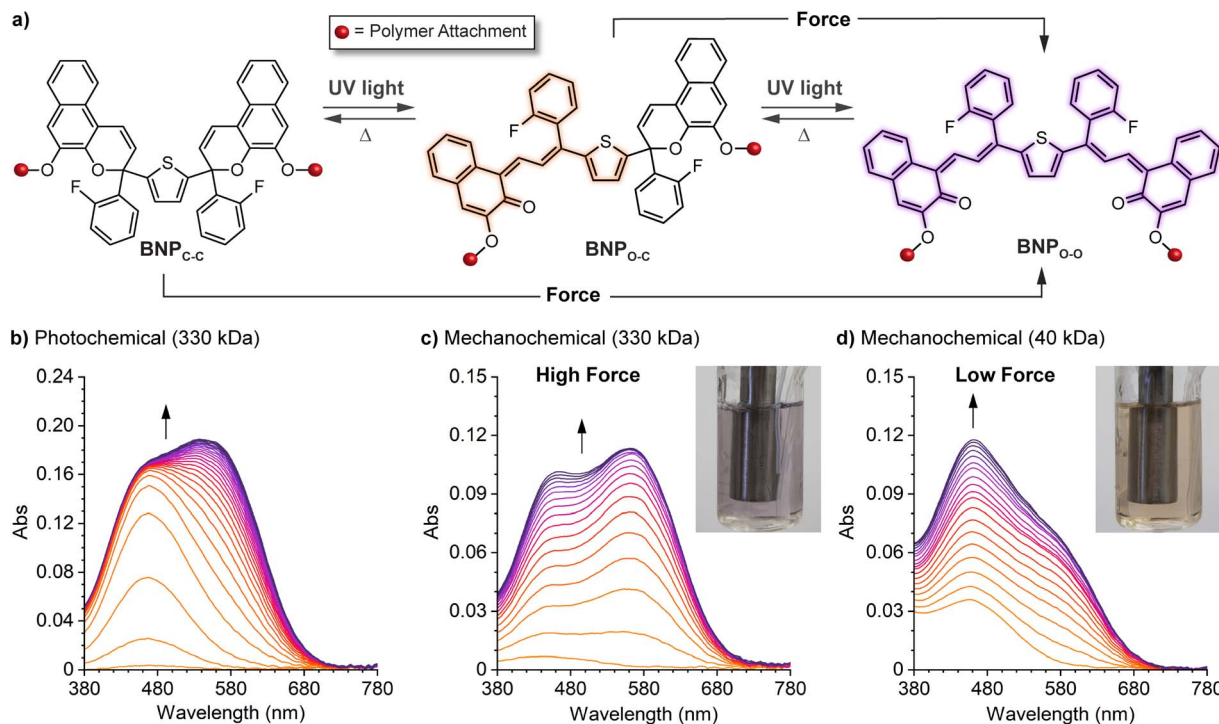 a)
= Polymer Attachment
Force
UV light
Δ
UV light
Δ
O
O
O
O
S
F
F
BNPC-C
F
S
O
O
F
O
O
BNPO-C
F
S
F
O
O
O
O
BNPO-O
Force
b) Photochemical (330 kDa)
0.24
0.20
0.16
0.12
0.08
0.04
0
Abs
380
480
580
680
780
Wavelength (nm)
c) Mechanochemical (330 kDa)
High Force
0.15
0.12
0.09
0.06
0.03
0
Abs
380
480
580
680
780
Wavelength (nm)
d) Mechanochemical (40 kDa)
Low Force
0.15
0.12
0.09
0.06
0.03
0
Abs
380
480
580
680
780
Wavelength (nm)